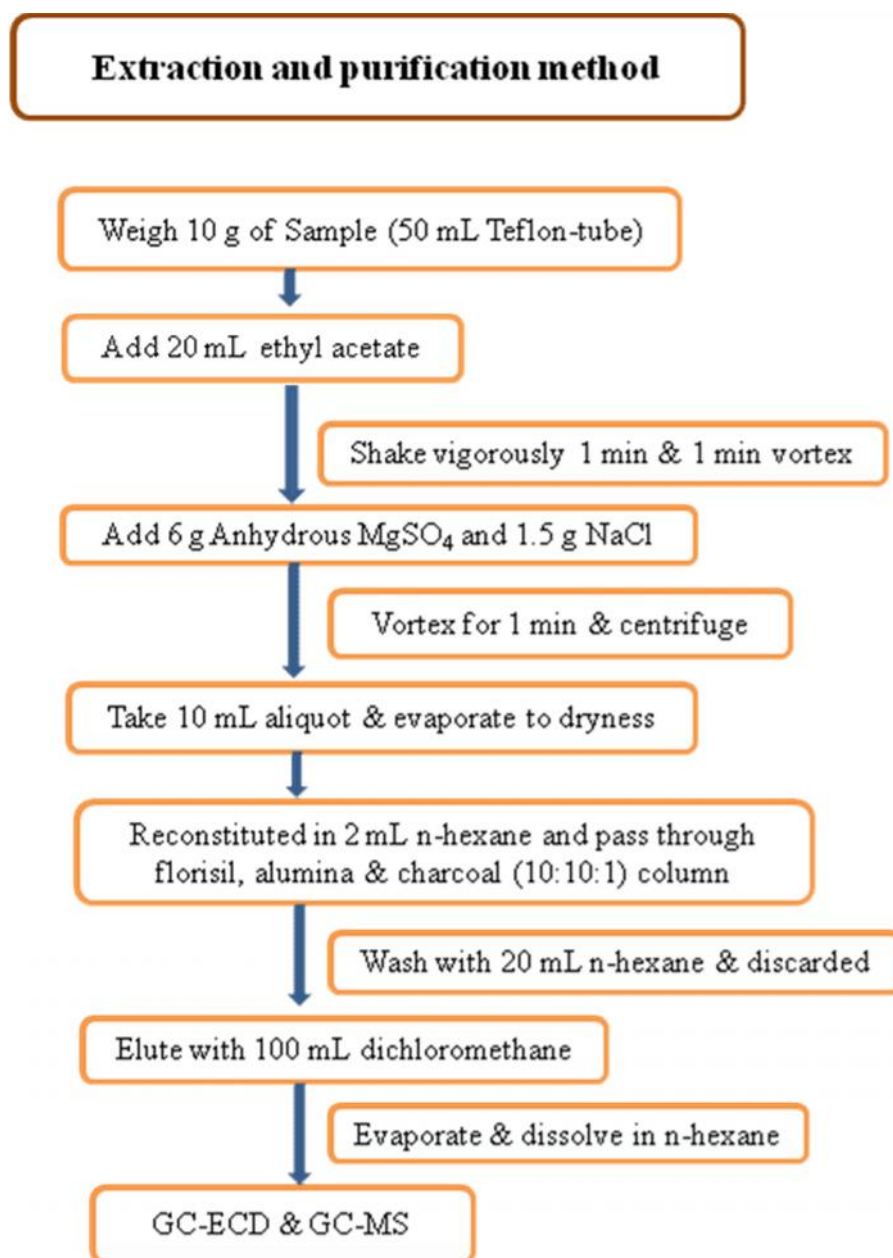 Extraction and purification method
Weigh 10 g of Sample (50 mL Teflon-tube)
Add 20 mL ethyl acetate
Shake vigorously 1 min & 1 min vortex
Add 6 g Anhydrous MgSO₄ and 1.5 g NaCl
Vortex for 1 min & centrifuge
Take 10 mL aliquot & evaporate to dryness
Reconstituted in 2 mL n-hexane and pass through
florisil, alumina & charcoal (10:10:1) column
Wash with 20 mL n-hexane & discarded
Elute with 100 mL dichloromethane
Evaporate & dissolve in n-hexane
GC-ECD & GC-MS